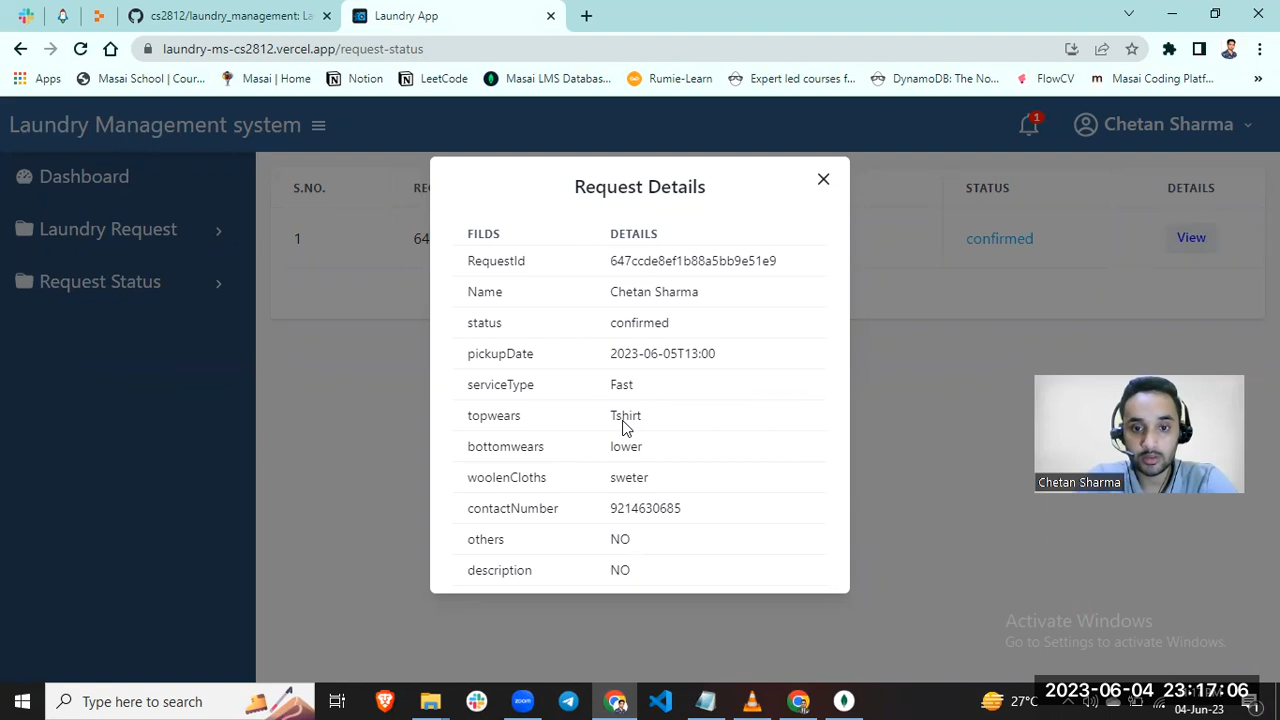 cs2812/laundry_management: L
Laundry App
laundry-ms-cs2812.vercel.app/request-status
Apps
Masai School | Cour...
Masai | Home
Notion
LeetCode
Masai LMS Databas...
Rumie-Learn
Expert led courses f...
DynamoDB: The No...
FlowCV
Masai Coding Platf...
»
Laundry Management system
1
Chetan Sharma
Dashboard
Laundry Request
Request Status
S.NO.
STATUS
DETAILS
1
64
confirmed
View
Request Details
FILDS DETAILS
RequestId 647ccde8ef1b88a5bb9e51e9
Name Chetan Sharma
status confirmed
pickupDate 2023-06-05T13:00
serviceType Fast
topwears Tshirt
bottomwears lower
woolenCloths sweter
contactNumber 9214630685
others NO
description NO
Chetan Sharma
Activate Windows
Go to Settings to activate Windows.
Type here to search
zoom
27°C
2023-06-04 23:17:06
04-Jun-23